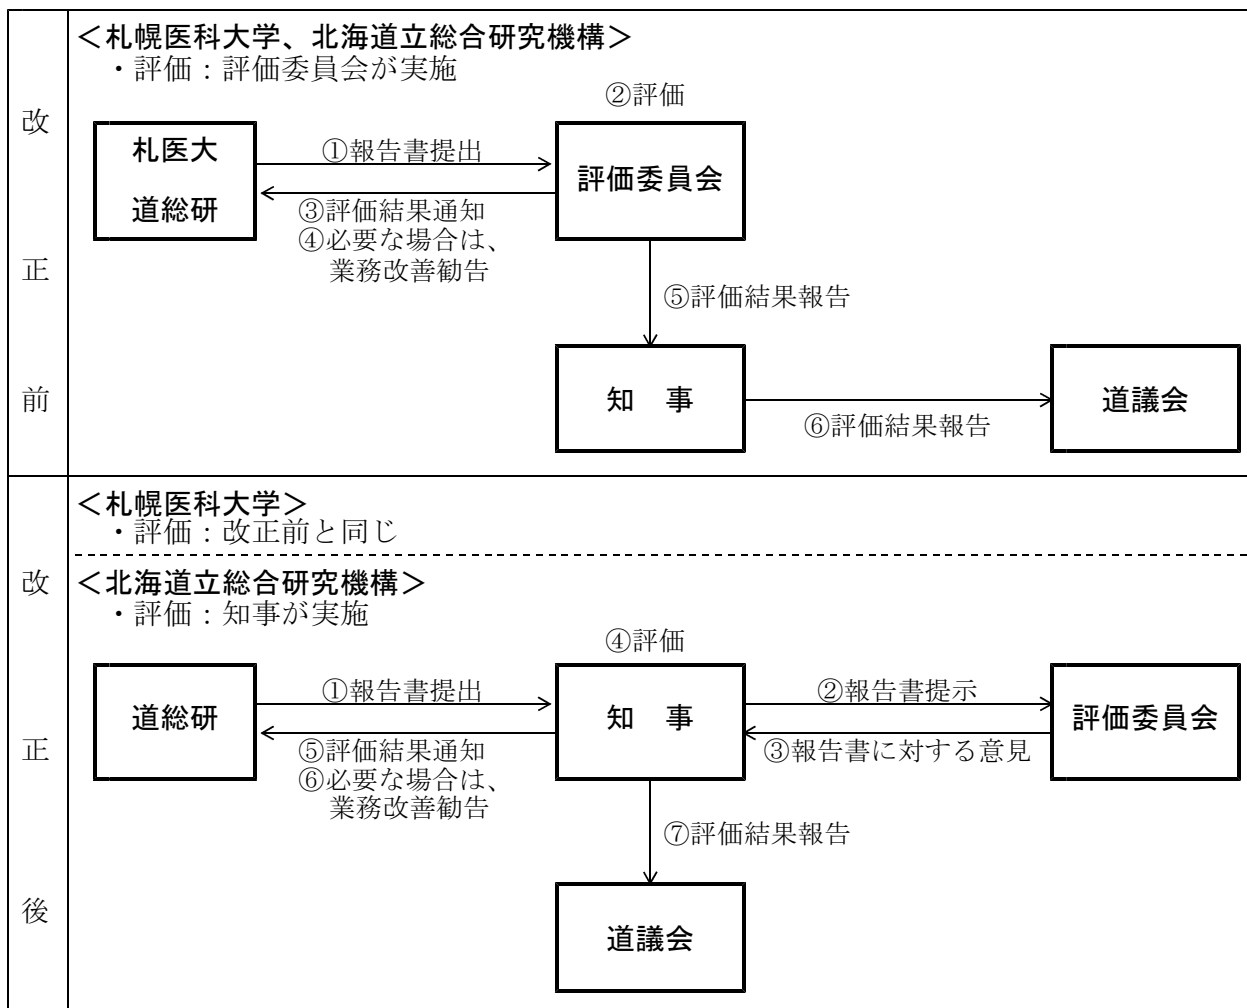 改正前
<札幌医科大学、北海道立総合研究機構>
・評価：評価委員会が実施
②評価
札医大
道総研
①報告書提出
評価委員会
③評価結果通知
④必要な場合は、
業務改善勧告
⑤評価結果報告
知　事
⑥評価結果報告
道議会
改正後
<札幌医科大学>
・評価：改正前と同じ
<北海道立総合研究機構>
・評価：知事が実施
④評価
道総研
①報告書提出
知　事
②報告書提示
評価委員会
⑤評価結果通知
③報告書に対する意見
⑥必要な場合は、
業務改善勧告
⑦評価結果報告
道議会